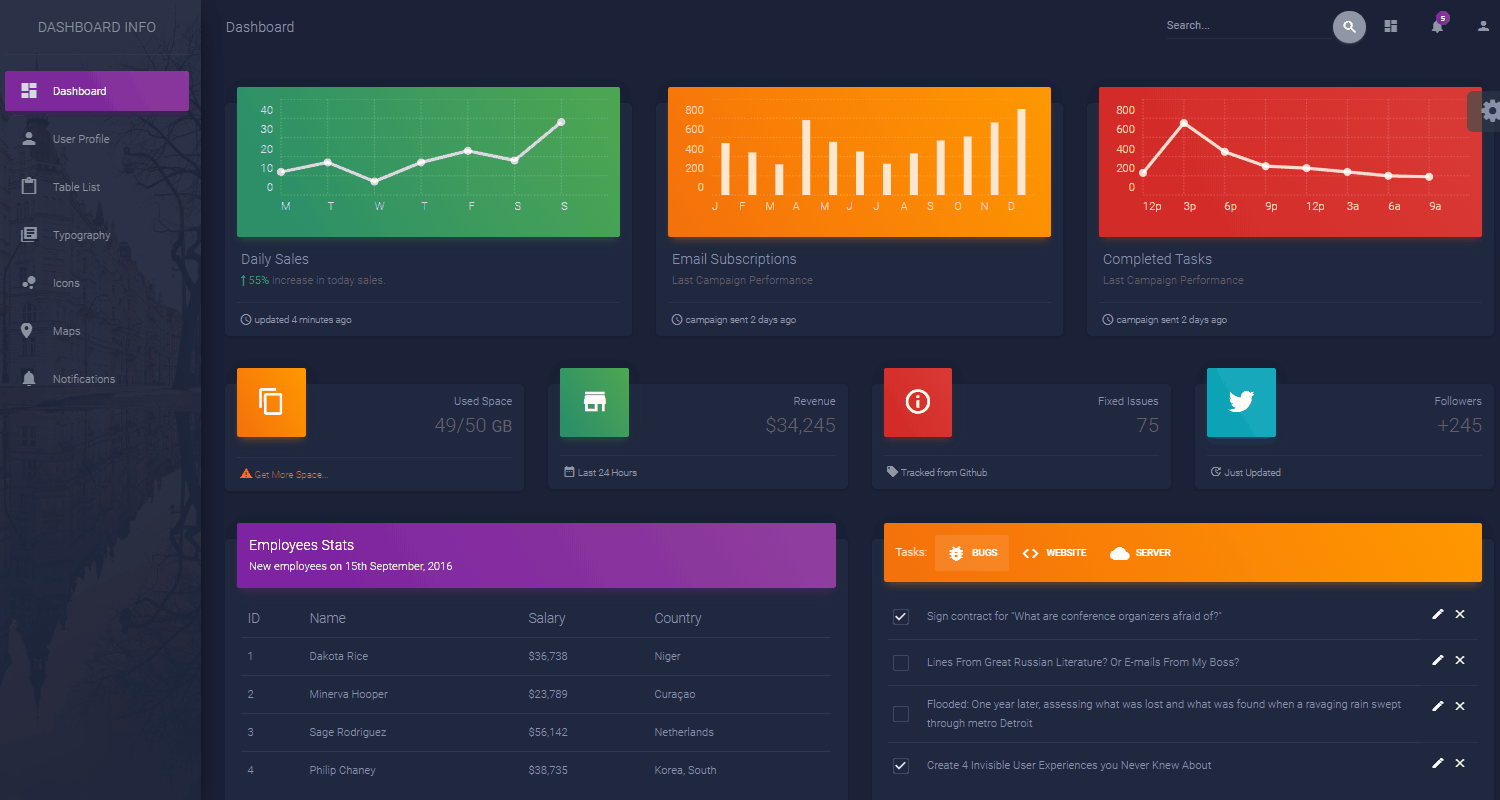 DASHBOARD INFO
Dashboard
User Profile
Table List
Typography
Icons
Maps
Notifications
Dashboard
Search...
5
40
30
20
10
0
M T W T F S S
Daily Sales
55% increase in today sales.
updated 4 minutes ago
800
600
400
200
0
J F M A M J J A S O N D
Email Subscriptions
Last Campaign Performance
campaign sent 2 days ago
800
600
400
200
0
12p 3p 6p 9p 12p 3a 6a 9a
Completed Tasks
Last Campaign Performance
campaign sent 2 days ago
Used Space
49/50 GB
Get More Space...
Revenue
$34,245
Last 24 Hours
Fixed Issues
75
Tracked from Github
Followers
+245
Just Updated
Employees Stats
New employees on 15th September, 2016
ID Name Salary Country
1 Dakota Rice $36,738 Niger
2 Minerva Hooper $23,789 Curaçao
3 Sage Rodriguez $56,142 Netherlands
4 Philip Chaney $38,735 Korea, South
Tasks: BUGS WEBSITE SERVER
Sign contract for "What are conference organizers afraid of?"
Lines From Great Russian Literature? Or E-mails From My Boss?
Flooded: One year later, assessing what was lost and what was found when a ravaging rain swept
through metro Detroit
Create 4 Invisible User Experiences you Never Knew About